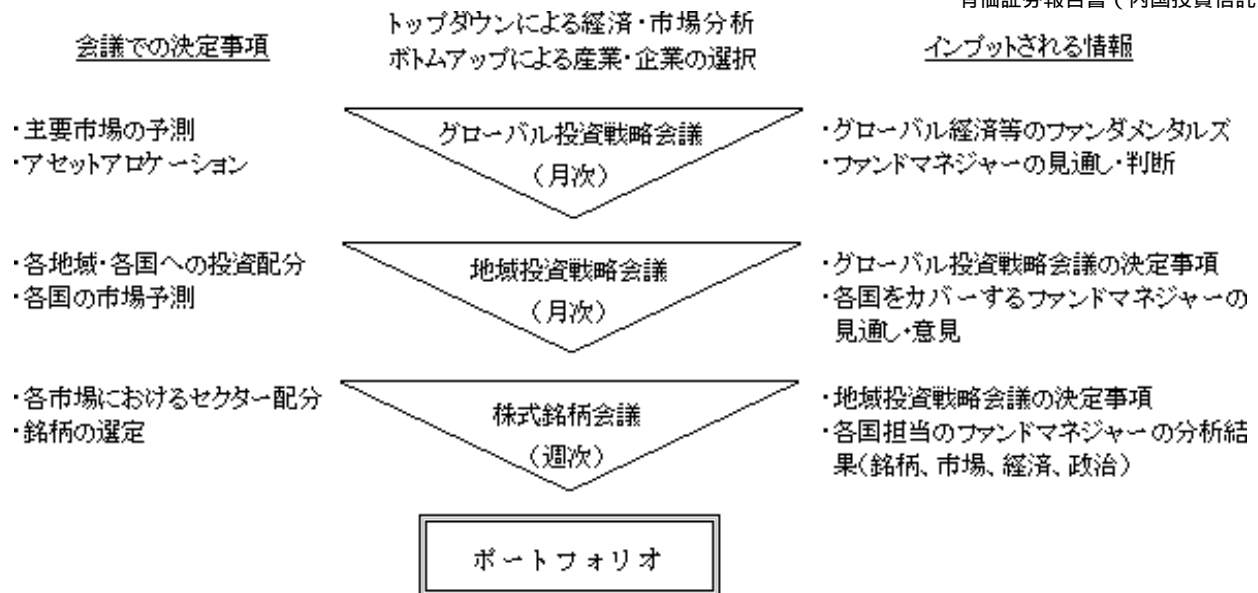 有価証券報告書(内国投資信託
トップダウンによる経済・市場分析
ボトムアップによる産業・企業の選択
会議での決定事項
インプットされる情報
・主要市場の予測
・アセットアロケーション
グローバル投資戦略会議
(月次)
・グローバル経済等のファンダメンタルズ
・ファンドマネジャーの見通し・判断
・各地域・各国への投資配分
・各国の市場予測
地域投資戦略会議
(月次)
・グローバル投資戦略会議の決定事項
・各国をカバーするファンドマネジャーの
見通し・意見
・各市場におけるセクター配分
・銘柄の選定
株式銘柄会議
(週次)
・地域投資戦略会議の決定事項
・各国担当のファンドマネジャーの分析結
果(銘柄、市場、経済、政治)
ポートフォリオ